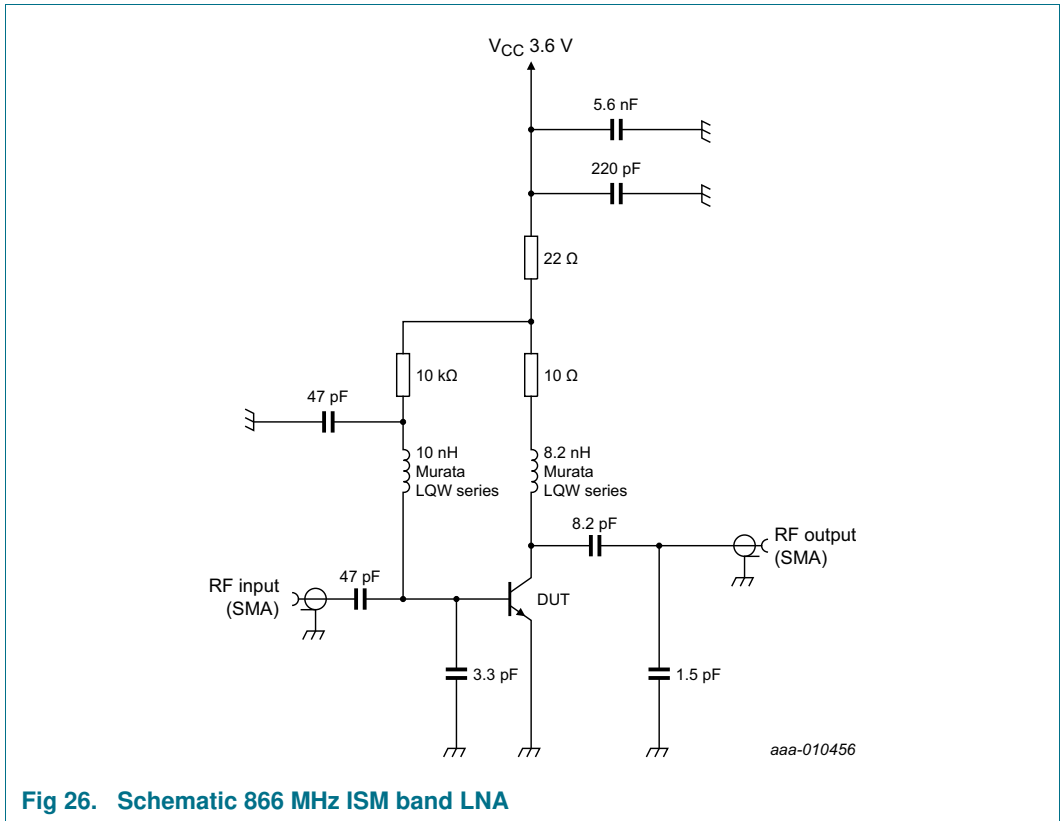 VCC 3.6 V
5.6 nF
220 pF
22 Ω
10 kΩ
10 Ω
47 pF
10 nH
Murata
LQW series
8.2 nH
Murata
LQW series
8.2 pF
RF output
(SMA)
RF input
(SMA)
47 pF
DUT
3.3 pF
1.5 pF
aaa-010456
Fig 26. Schematic 866 MHz ISM band LNA